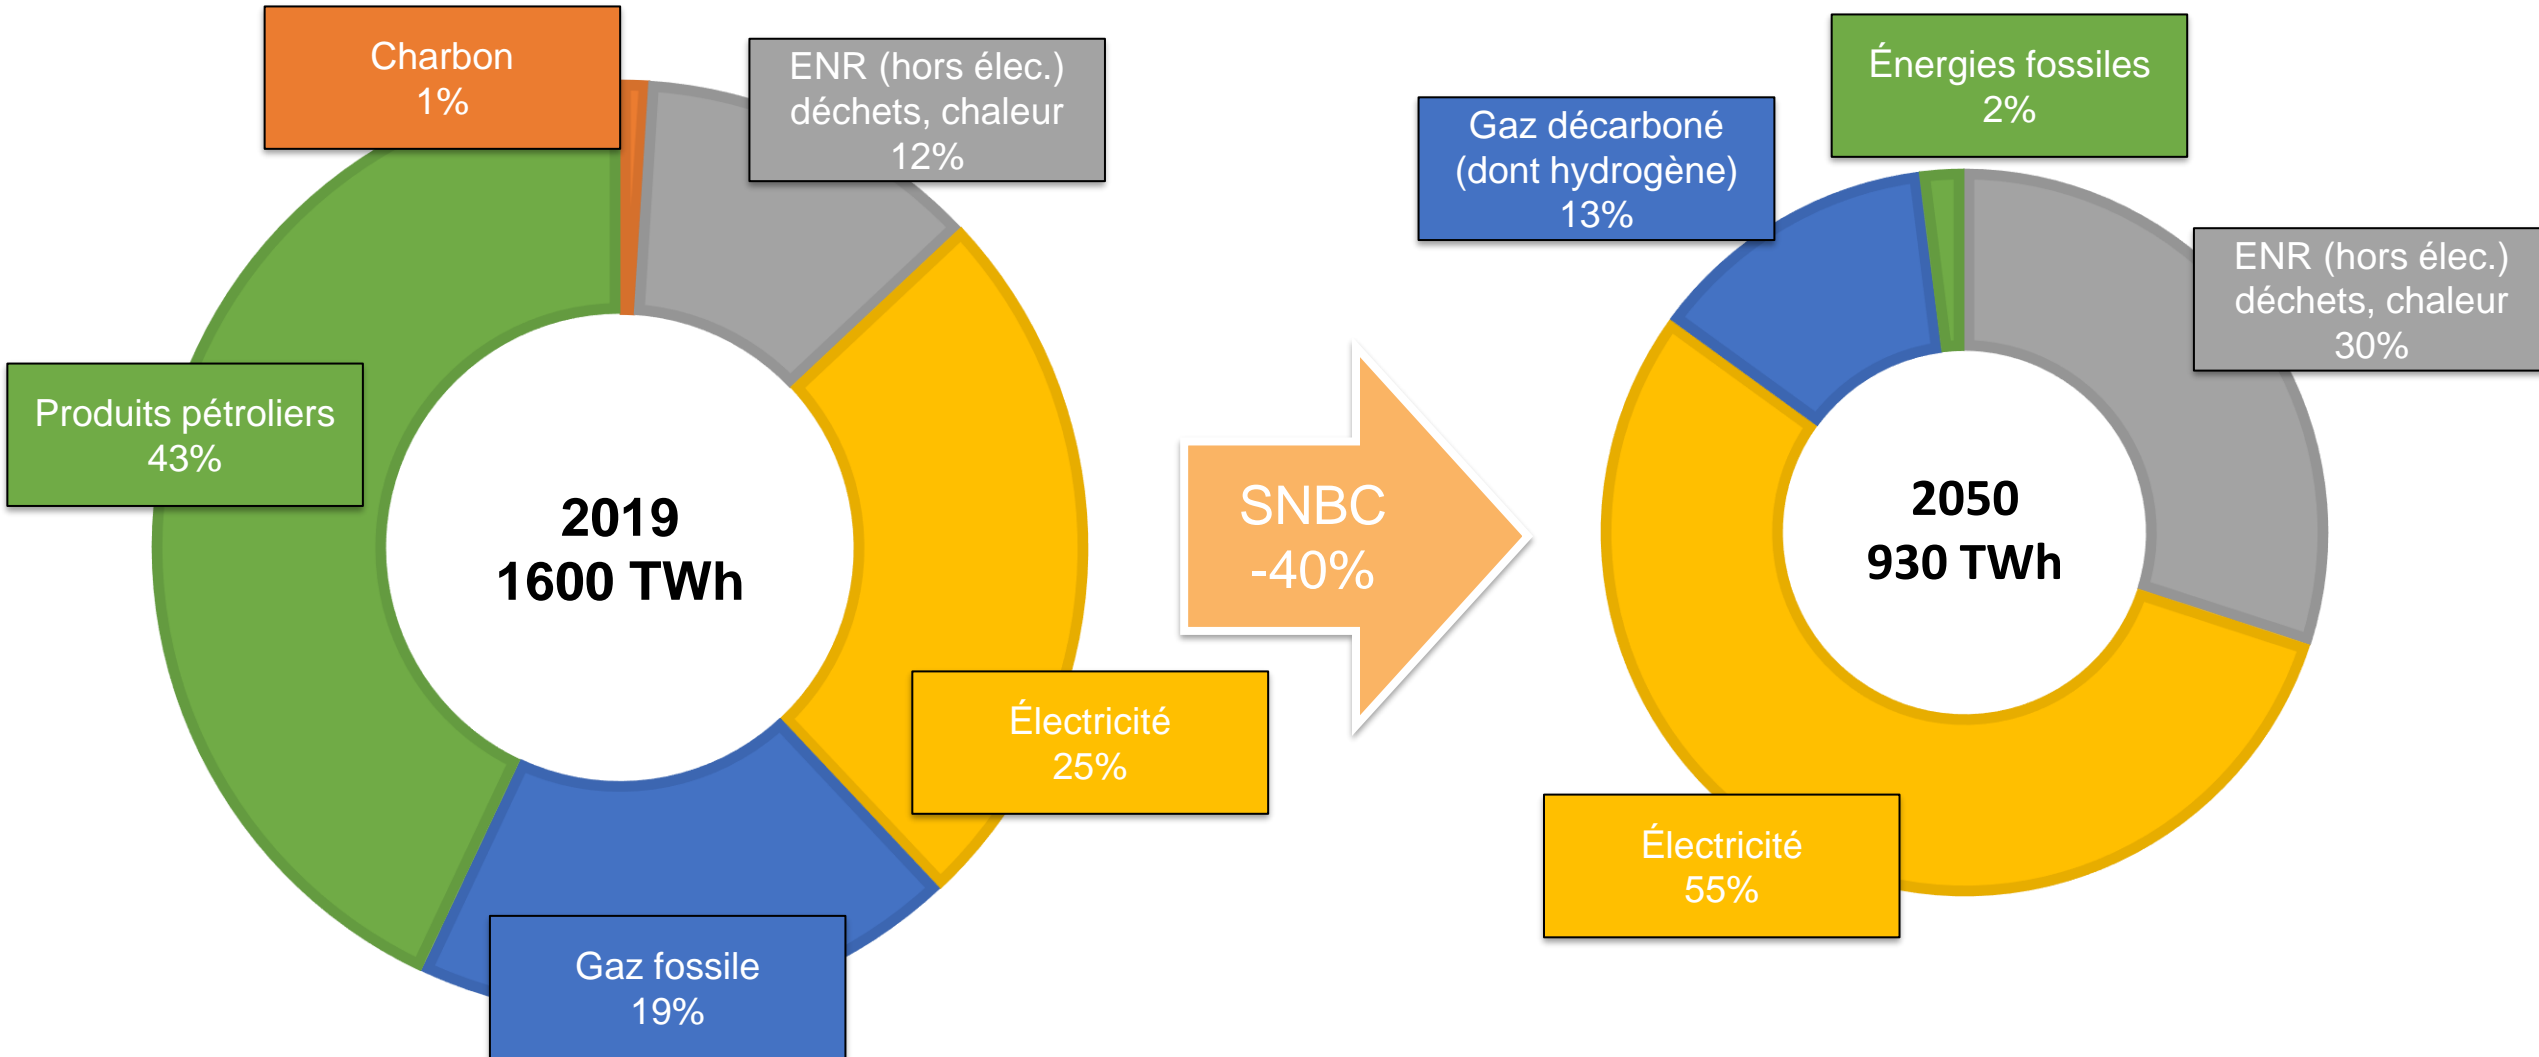 Charbon
1%
ENR (hors élec.)
déchets, chaleur
12%
Produits pétroliers
43%
2019
1600 TWh
Électricité
25%
Gaz fossile
19%
SNBC
-40%
Énergies fossiles
2%
Gaz décarboné
(dont hydrogène)
13%
ENR (hors élec.)
déchets, chaleur
30%
2050
930 TWh
Électricité
55%